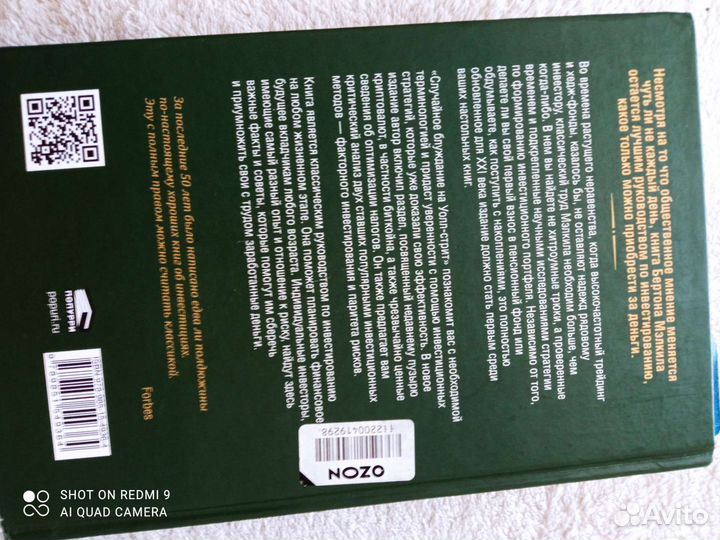 Несмотря на то что общественное мнение меняется
чуть ли не каждый день, книга Бертона Мэлкила
остается лучшим руководством по инвестированию,
какое только можно приобрести за деньги.
Во времена растущего неравенства, когда высокочастотный трейдинг
и хедж-фонды, казалось бы, не оставляют надежд рядовому
инвестору, классический труд Мэлкила необходим больше, чем
когда-либо. В нем вы найдете не хитроумные трюки, а проверенные
временем и подкрепленные научными исследованиями стратегии
по формированию инвестиционного портфеля. Независимо от того,
делаете ли вы свой первый взнос в пенсионный фонд или
обдумываете, как поступить с накоплениями, это полностью
обновленное для XXI века издание должно стать первым среди
ваших настольных книг.
«Случайное блуждание на Уолл-стрит» познакомит вас с необходимой
терминологией и придаст уверенности с помощью инвестиционных
стратегий, которые уже доказали свою эффективность. В новое
издание автор включил раздел, посвященный недавнему пузырю
криптовалют, в частности биткойна, а также чрезвычайно ценные
сведения об оптимизации налогов. Он также предлагает вам
критический анализ двух ставших популярными инвестиционных
методов — факторного инвестирования и паритета рисков.
Книга является классическим руководством по инвестированию
на любом жизненном этапе. Она поможет планировать финансовое
будущее вкладчикам любого возраста. Индивидуальные инвесторы,
имеющие самый разный опыт и отношение к риску, найдут здесь
важные факты и советы, которые помогут им сберечь
и приумножить свои с трудом заработанные деньги.
За последние 50 лет было написано едва ли полдюжины
по-настоящему хороших книг об инвестициях.
Эту с полным правом можно считать классикой.
Forbes
ПОПУРРИ
popuri.ru
OZON
4122000419298
SHOT ON REDMI 9
AI QUAD CAMERA
Avito